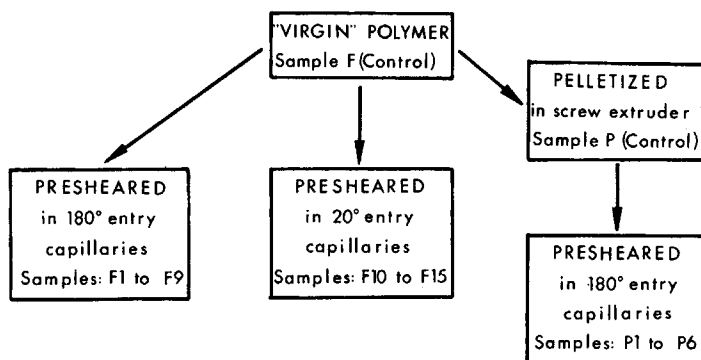 "VIRGIN" POLYMER
Sample F (Control)
PELLETIZED
in screw extruder
Sample P (Control)
PRESHEARED
in 180° entry
capillaries
Samples: F1 to F9
PRESHEARED
in 20° entry
capillaries
Samples: F10 to F15
PRESHEARED
in 180° entry
capillaries
Samples: P1 to P6